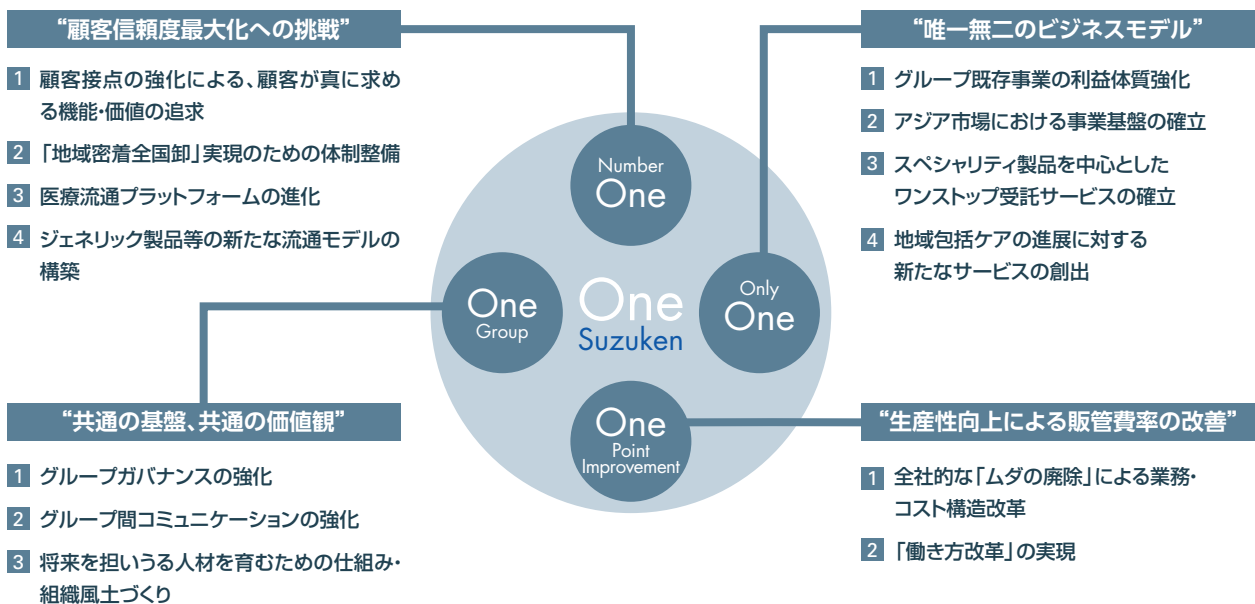 “顧客信頼度最大化への挑戦”
1 顧客接点の強化による、顧客が真に求め
る機能・価値の追求
2 「地域密着全国卸」実現のための体制整備
3 医療流通プラットフォームの進化
4 ジェネリック製品等の新たな流通モデルの
構築
“唯一無二のビジネスモデル”
1 グループ既存事業の利益体質強化
2 アジア市場における事業基盤の確立
3 スペシャリティ製品を中心とした
ワンストップ受託サービスの確立
4 地域包括ケアの進展に対する
新たなサービスの創出
Number
One
One
Group
One
Suzuken
Only
One
One
Point
Improvement
“共通の基盤、共通の価値観”
1 グループガバナンスの強化
2 グループ間コミュニケーションの強化
3 将来を担いうる人材を育むための仕組み・
組織風土づくり
“生産性向上による販管費率の改善”
1 全社的な「ムダの廃除」による業務・
コスト構造改革
2 「働き方改革」の実現